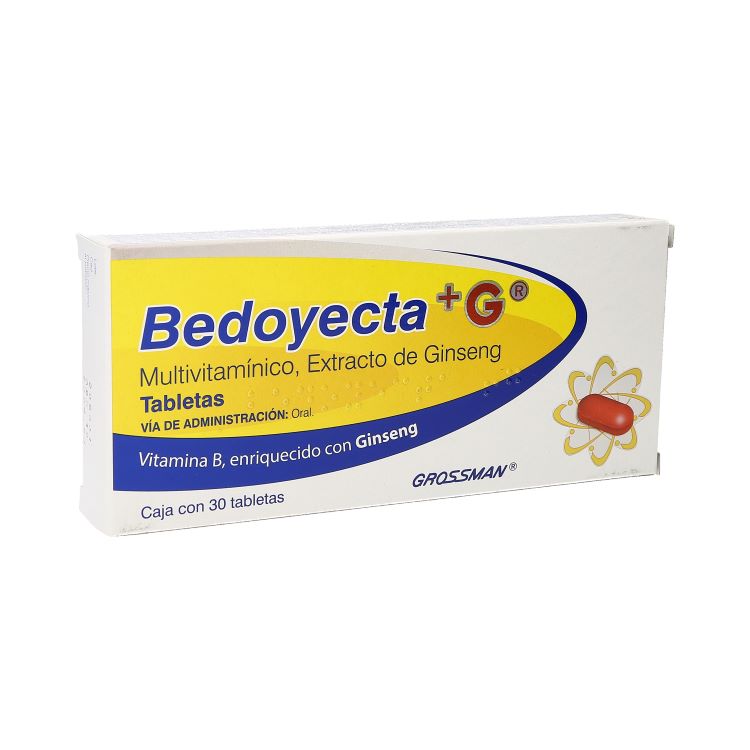 Bedoyecta +G®
Multivitamínico, Extracto de Ginseng
Tabletas
VÍA DE ADMINISTRACIÓN: Oral.
Vitamina B, enriquecido con Ginseng
GROSSMAN®
Caja con 30 tabletas